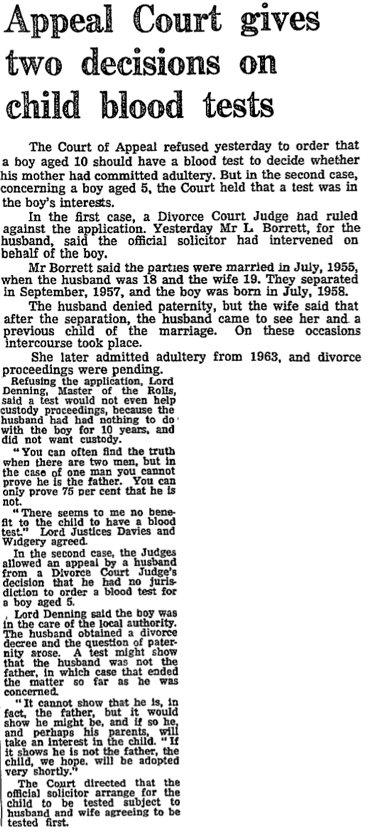 Appeal Court gives
two decisions on
child blood tests
The Court of Appeal refused yesterday to order that
a boy aged 10 should have a blood test to decide whether
his mother had committed adultery. But in the second case,
concerning a boy aged 5, the Court held that a test was in
the boy's interests.
In the first case, a Divorce Court Judge had ruled
against the application. Yesterday Mr L. Borrett, for the
husband, said the official solicitor had intervened on
behalf of the boy.
Mr Borrett said the parties were married in July, 1955,
when the husband was 18 and the wife 19. They separated
in September, 1957, and the boy was born in July, 1958.
The husband denied paternity, but the wife said that
after the separation, the husband came to see her and a
previous child of the marriage. On these occasions
intercourse took place.
She later admitted adultery from 1963, and divorce
proceedings were pending.
Refusing the application, Lord
Denning, Master of the Rolls,
said a test would not even help
custody proceedings, because the
husband had had nothing to do
with the boy for 10 years, and
did not want custody.
"You can often find the truth
when there are two men, but in
the case of one man you cannot
prove he is the father. You can
only prove 75 per cent that he is
not.
"There seems to me no bene-
fit to the child to have a blood
test." Lord Justices Davies and
Widgery agreed.
In the second case, the Judges
allowed an appeal by a husband
from a Divorce Court Judge's
decision that he had no juris-
diction to order a blood test for
a boy aged 5.
Lord Denning said the boy was
in the care of the local authority.
The husband obtained a divorce
decree and the question of pater-
nity arose. A test might show
that the husband was not the
father, in which case that ended
the matter so far as he was
concerned.
"It cannot show that he is, in
fact, the father, but it would
show he might be, and if so he,
and perhaps his parents, will
take an interest in the child. "If
it shows he is not the father, the
child, we hope, will be adopted
very shortly."
The Court directed that the
official solicitor arrange for the
child to be tested subject to
husband and wife agreeing to be
tested first.